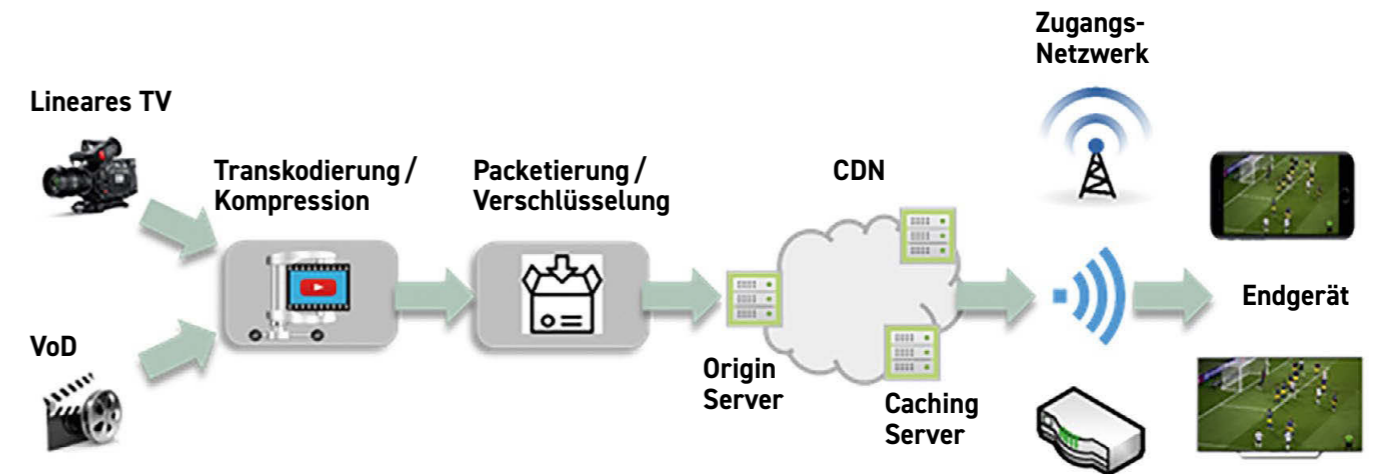 Lineares TV
VoD
Transkodierung /
Kompression
Packetierung /
Verschlüsselung
CDN
Origin
Server
Caching
Server
Zugangs-
Netzwerk
Endgerät